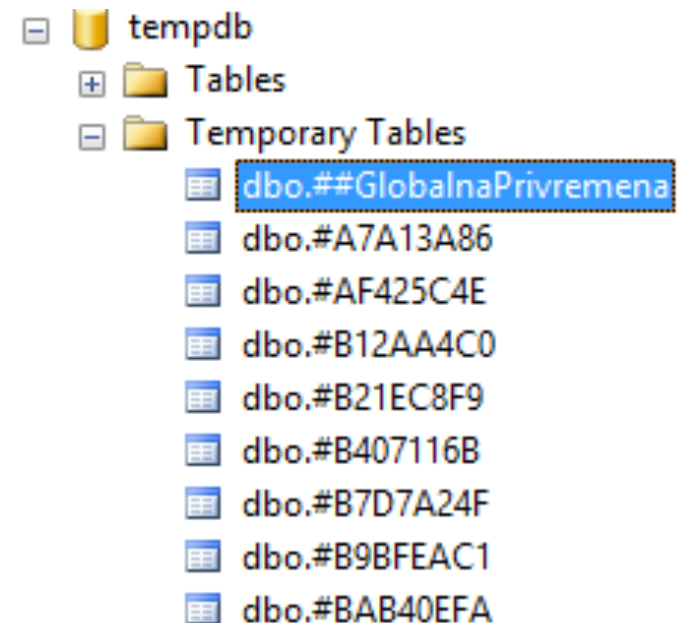 tempdb
Tables
Temporary Tables
dbo.##GlobalnaPrivremena
dbo.#A7A13A86
dbo.#AF425C4E
dbo.#B12AA4C0
dbo.#B21EC8F9
dbo.#B407116B
dbo.#B7D7A24F
dbo.#B9BFEAC1
dbo.#BAB40EFA